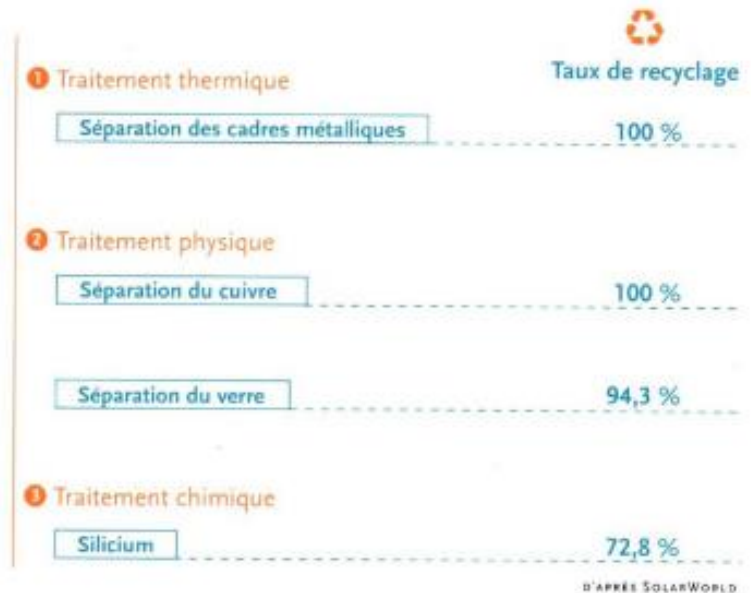 Taux de recyclage
1 Traitement thermique
Séparation des cadres métalliques 100 %
2 Traitement physique
Séparation du cuivre 100 %
Séparation du verre 94,3 %
3 Traitement chimique
Silicium 72,8 %
D'APRÈS SOLARWORLD